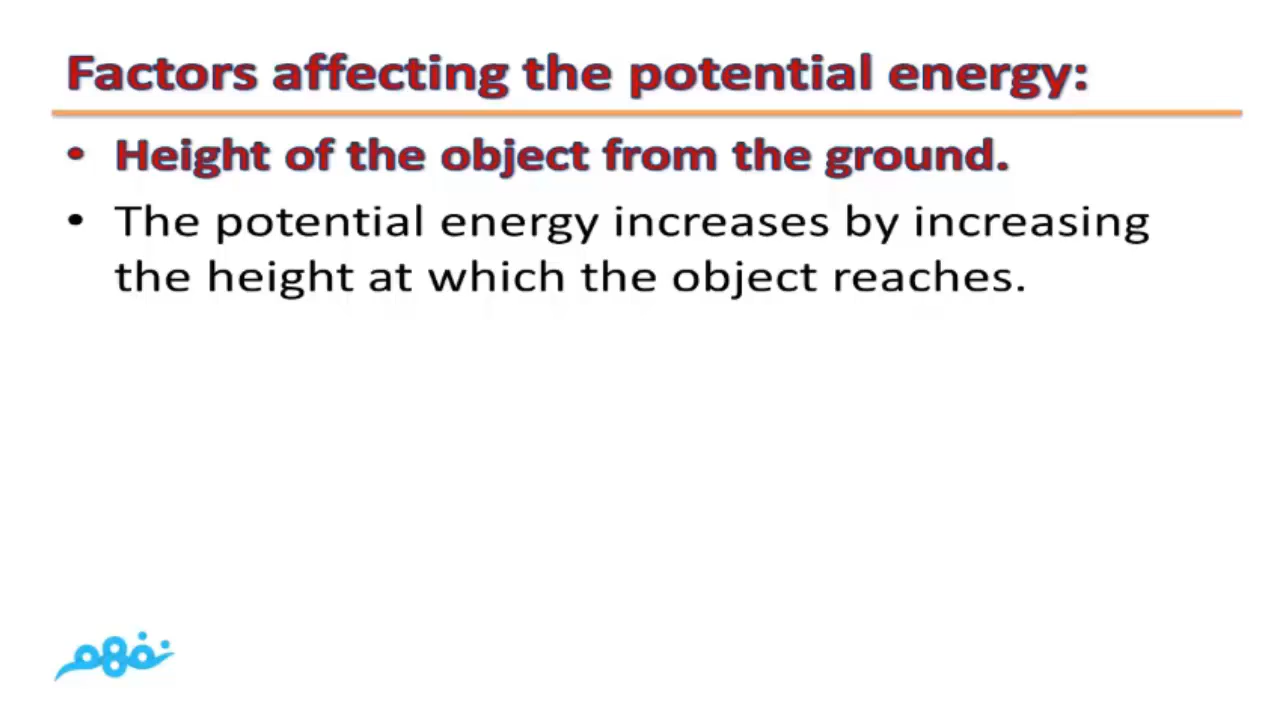 Factors affecting the potential energy:
• Height of the object from the ground.
• The potential energy increases by increasing
the height at which the object reaches.
نفهم